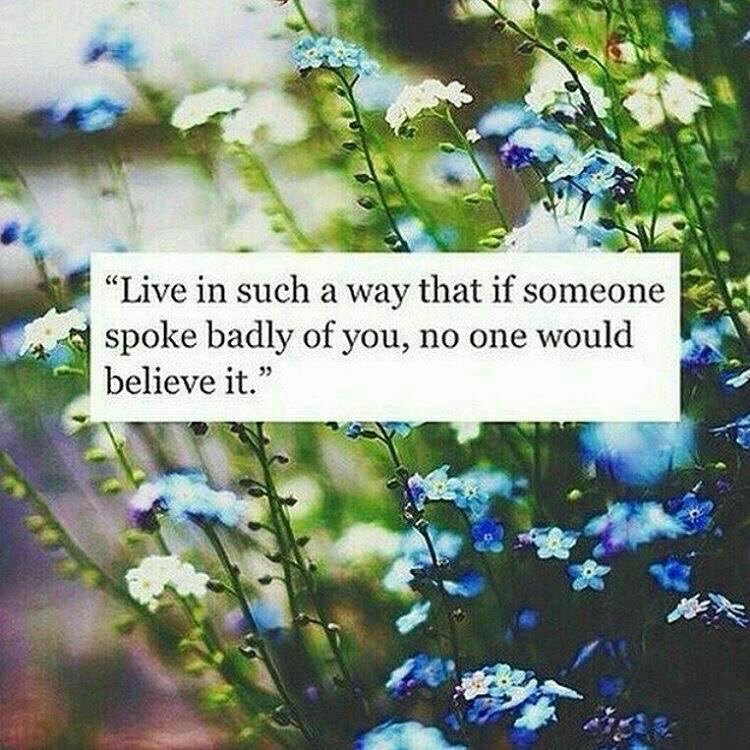 “Live in such a way that if someone
spoke badly of you, no one would
believe it.”